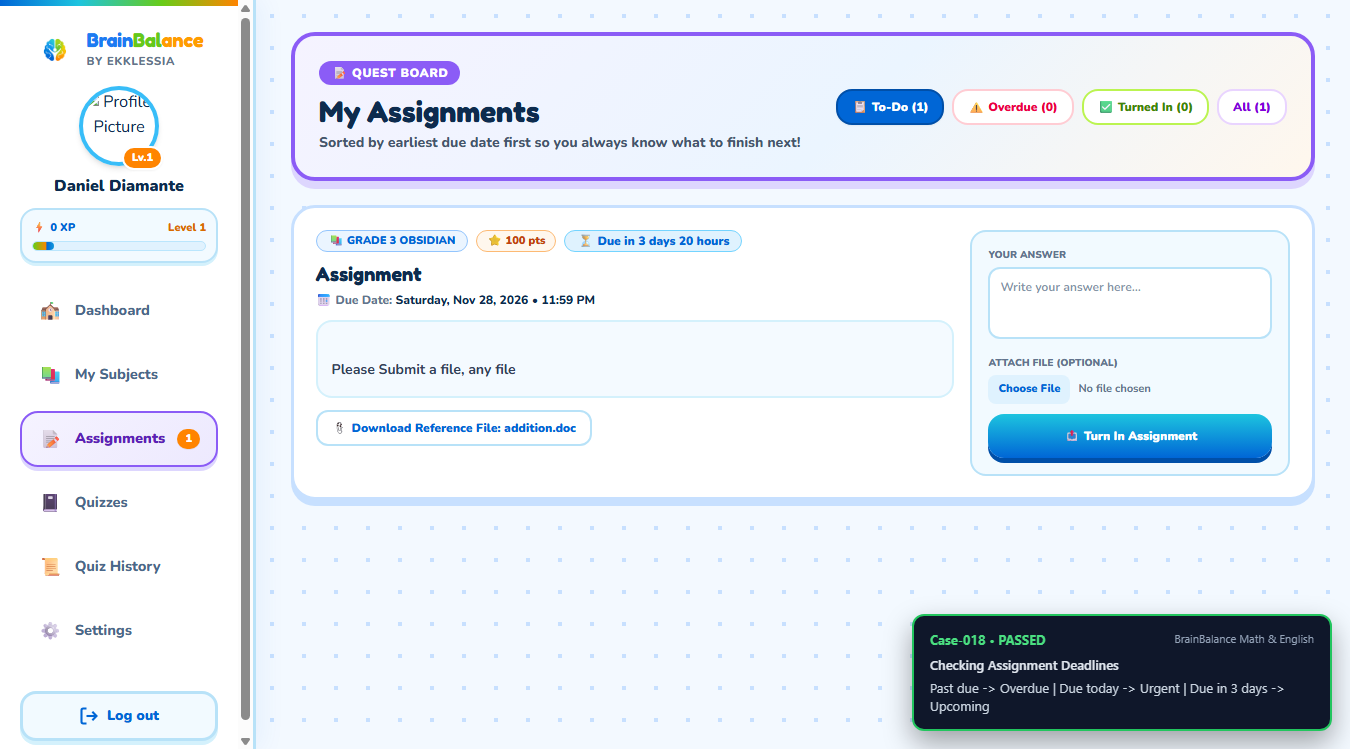 BrainBalance
BY EKKLESSIA
Profile
Picture
Lv.1
Daniel Diamante
0 XP
Level 1
Dashboard
My Subjects
Assignments 1
Quizzes
Quiz History
Settings
Log out
QUEST BOARD
My Assignments
Sorted by earliest due date first so you always know what to finish next!
To-Do (1)
Overdue (0)
Turned In (0)
All (1)
GRADE 3 OBSIDIAN
100 pts
Due in 3 days 20 hours
Assignment
Due Date: Saturday, Nov 28, 2026 • 11:59 PM
Please Submit a file, any file
Download Reference File: addition.doc
YOUR ANSWER
Write your answer here...
ATTACH FILE (OPTIONAL)
Choose File No file chosen
Turn In Assignment
Case-018 • PASSED
BrainBalance Math & English
Checking Assignment Deadlines
Past due -> Overdue | Due today -> Urgent | Due in 3 days ->
Upcoming